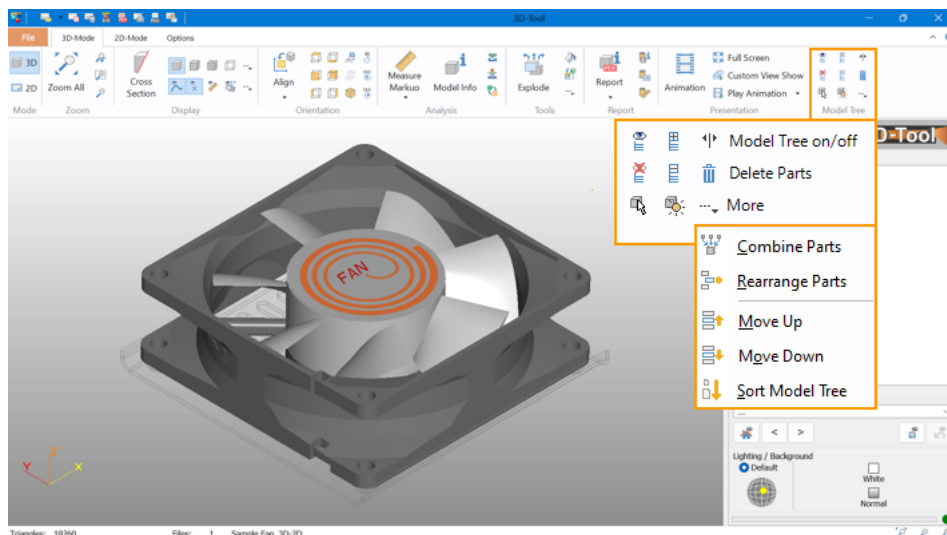 3D-Tool
File 3D-Mode 2D-Mode Options
3D
2D
Mode
Zoom All
Zoom
Cross
Section
Display
Align
Orientation
Measure
Markuo
Model Info
Analysis
Explode
Tools
Report
Report
Animation
Full Screen
Custom View Show
Play Animation
Presentation
Model Tree
D-Tool
Model Tree on/off
Delete Parts
More
Combine Parts
Rearrange Parts
Move Up
Move Down
Sort Model Tree
FAN
Z
Y
X
...
< >
Lighting / Background
Default
White
Normal
Triangles: 19260 Files: 1 Sample Fan 3D-2D